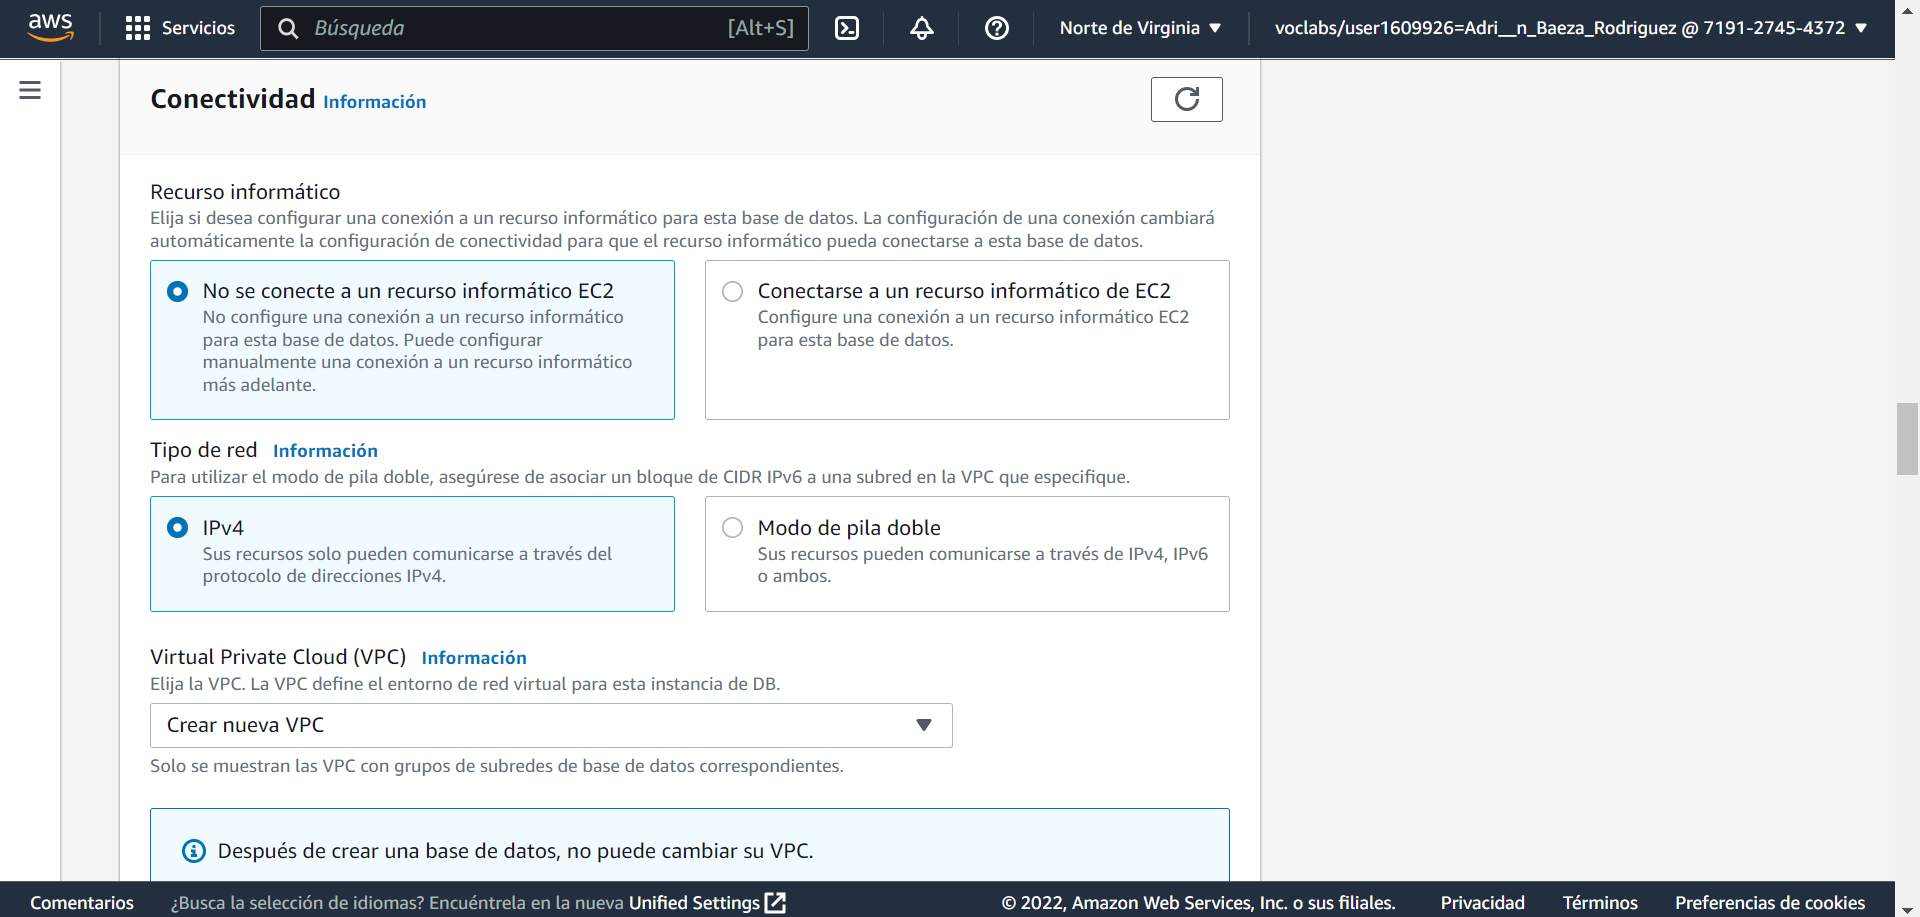 aws
Servicios
Búsqueda
[Alt+S]
Norte de Virginia
voclabs/user1609926=Adri__n_Baeza_Rodriguez @ 7191-2745-4372
Conectividad Información
Recurso informático
Elija si desea configurar una conexión a un recurso informático para esta base de datos. La configuración de una conexión cambiará
automáticamente la configuración de conectividad para que el recurso informático pueda conectarse a esta base de datos.
No se conecte a un recurso informático EC2
No configure una conexión a un recurso informático
para esta base de datos. Puede configurar
manualmente una conexión a un recurso informático
más adelante.
Conectarse a un recurso informático de EC2
Configure una conexión a un recurso informático EC2
para esta base de datos.
Tipo de red Información
Para utilizar el modo de pila doble, asegúrese de asociar un bloque de CIDR IPv6 a una subred en la VPC que especifique.
IPv4
Sus recursos solo pueden comunicarse a través del
protocolo de direcciones IPv4.
Modo de pila doble
Sus recursos pueden comunicarse a través de IPv4, IPv6
o ambos.
Virtual Private Cloud (VPC) Información
Elija la VPC. La VPC define el entorno de red virtual para esta instancia de DB.
Crear nueva VPC
Solo se muestran las VPC con grupos de subredes de base de datos correspondientes.
Después de crear una base de datos, no puede cambiar su VPC.
Comentarios
¿Busca la selección de idiomas? Encuéntrela en la nueva Unified Settings
© 2022, Amazon Web Services, Inc. o sus filiales.
Privacidad
Términos
Preferencias de cookies